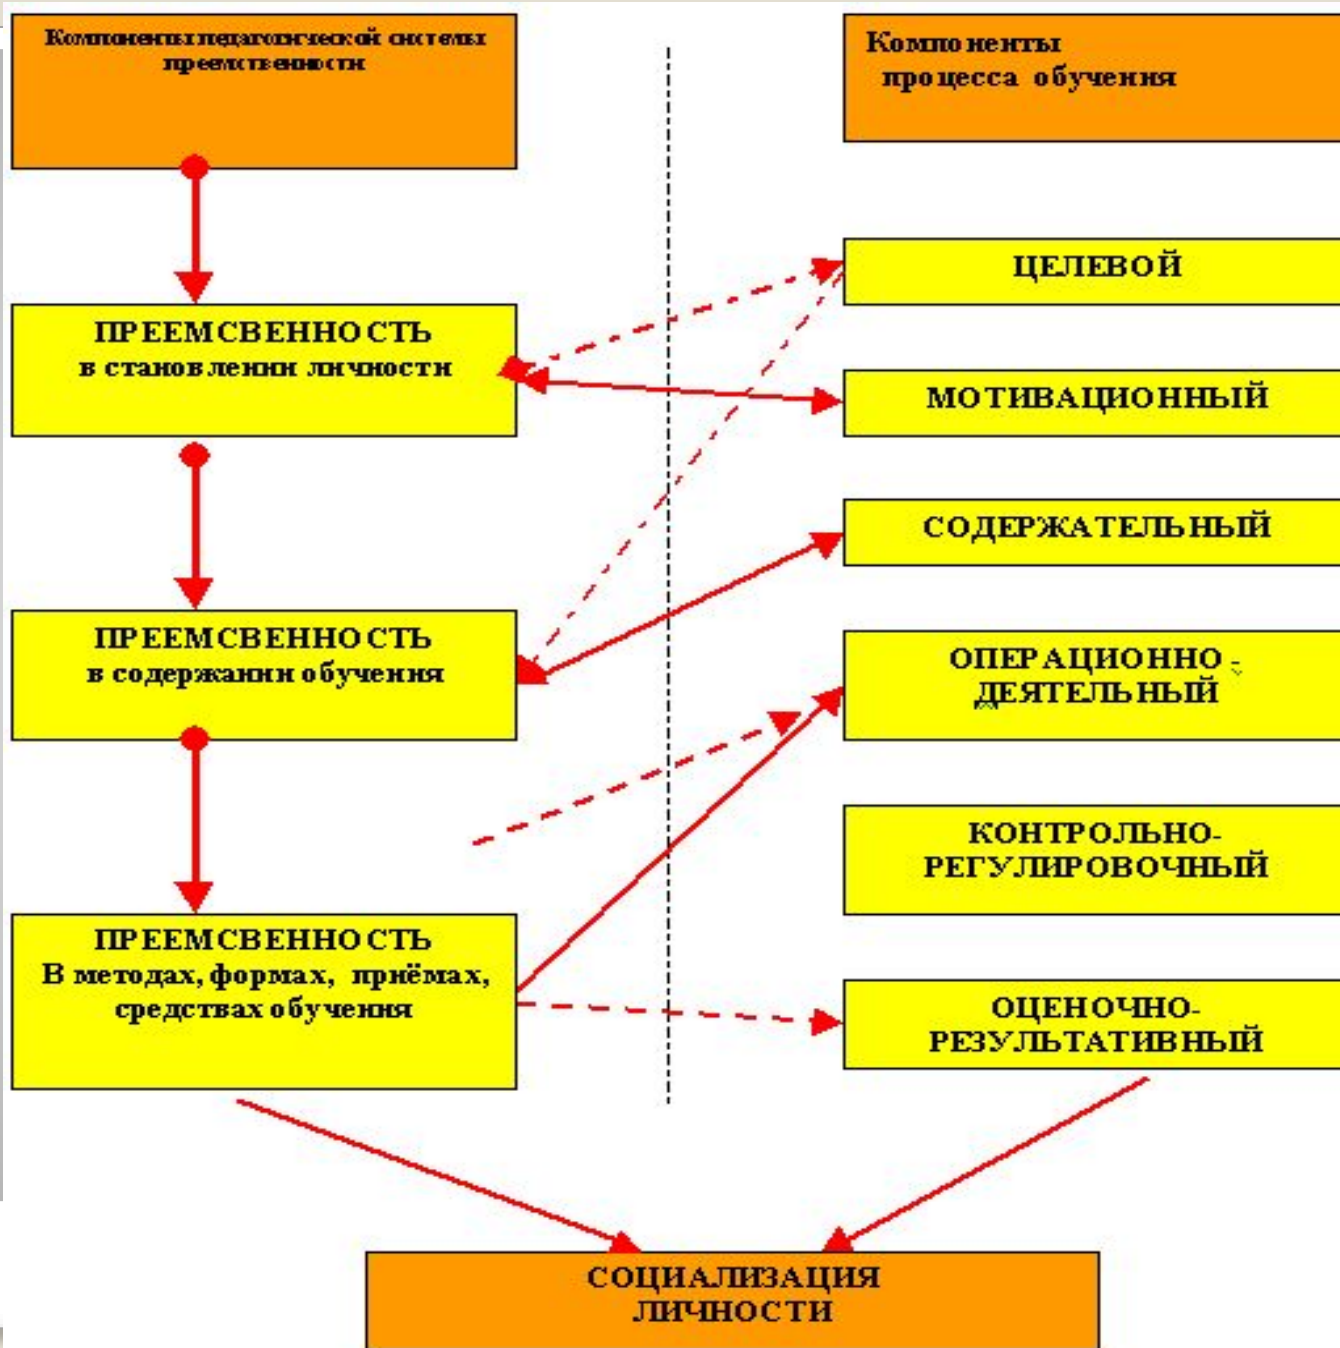 Компоненты педагогической системы
преемственности
Компоненты
процесса обучения
ЦЕЛЕВОЙ
ПРЕЕМСВЕННОСТЬ
в становлении личности
МОТИВАЦИОННЫЙ
СОДЕРЖАТЕЛЬНЫЙ
ПРЕЕМСВЕННОСТЬ
в содержании обучения
ОПЕРАЦИОННО -
ДЕЯТЕЛЬНЫЙ
КОНТРОЛЬНО-
РЕГУЛИРОВОЧНЫЙ
ПРЕЕМСВЕННОСТЬ
В методах, формах, приёмах,
средствах обучения
ОЦЕНОЧНО-
РЕЗУЛЬТАТИВНЫЙ
СОЦИАЛИЗАЦИЯ
ЛИЧНОСТИ